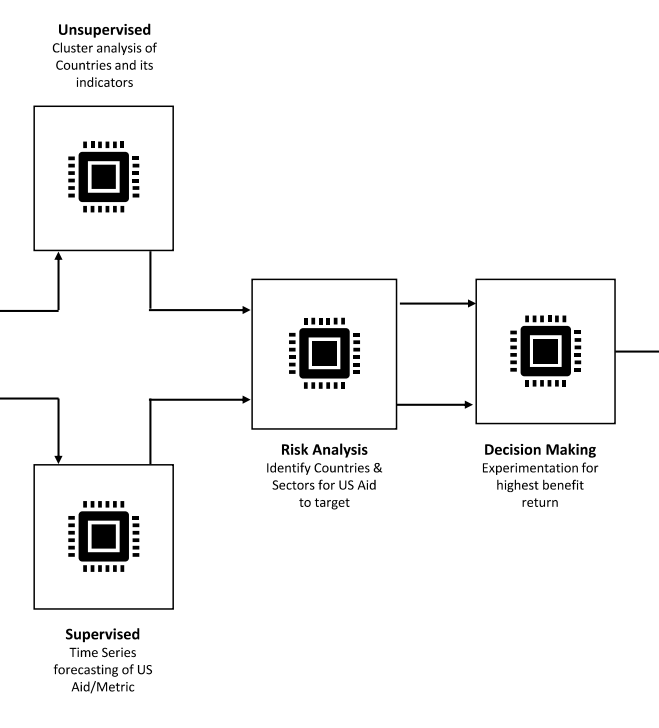 Unsupervised
Cluster analysis of
Countries and its
indicators
Risk Analysis
Identify Countries &
Sectors for US Aid
to target
Decision Making
Experimentation for
highest benefit
return
Supervised
Time Series
forecasting of US
Aid/Metric